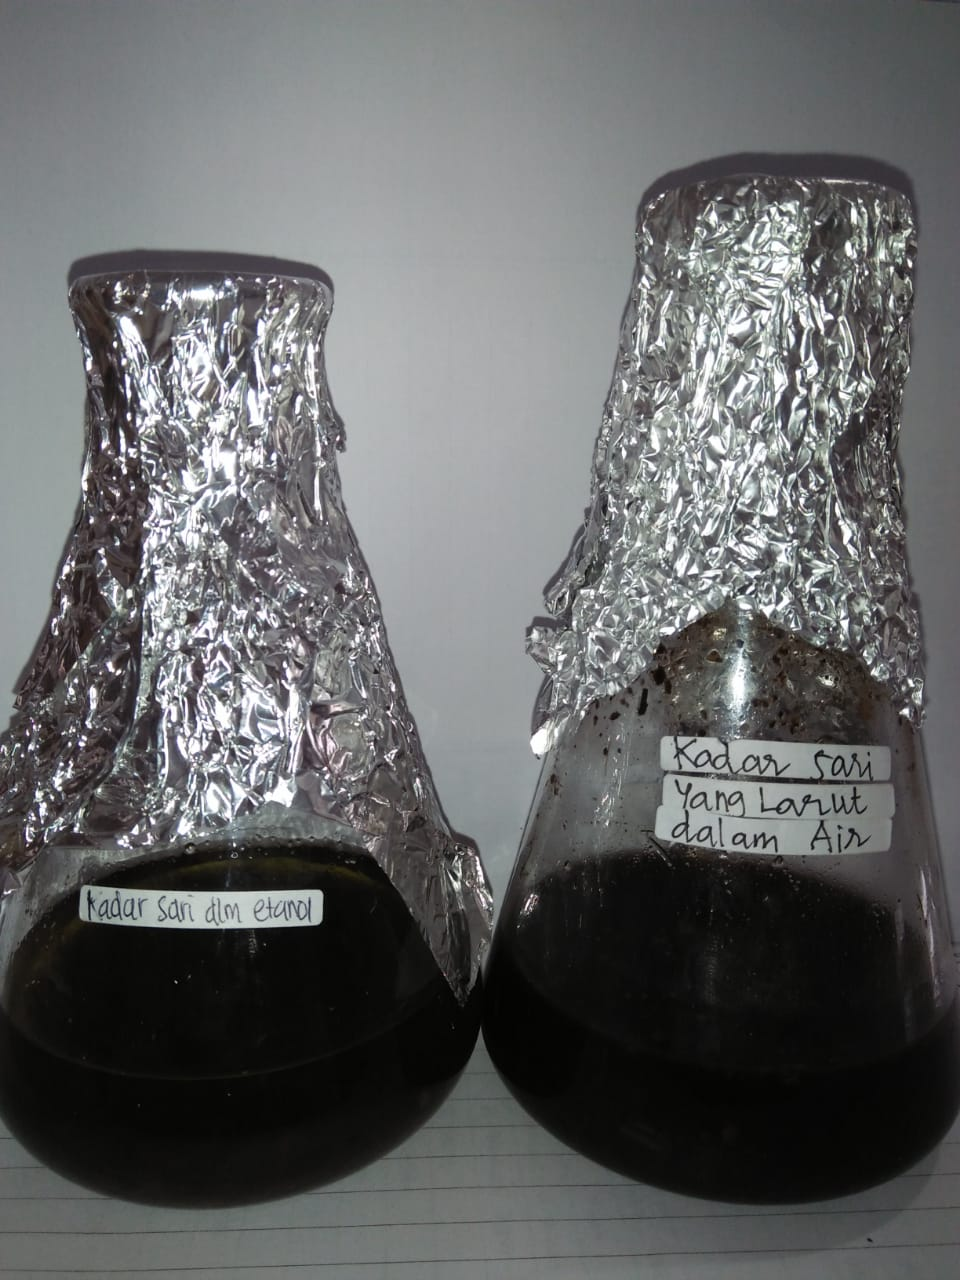 Kadar sari dlm etanol
Kadar Sari
Yang Larut
dalam Air